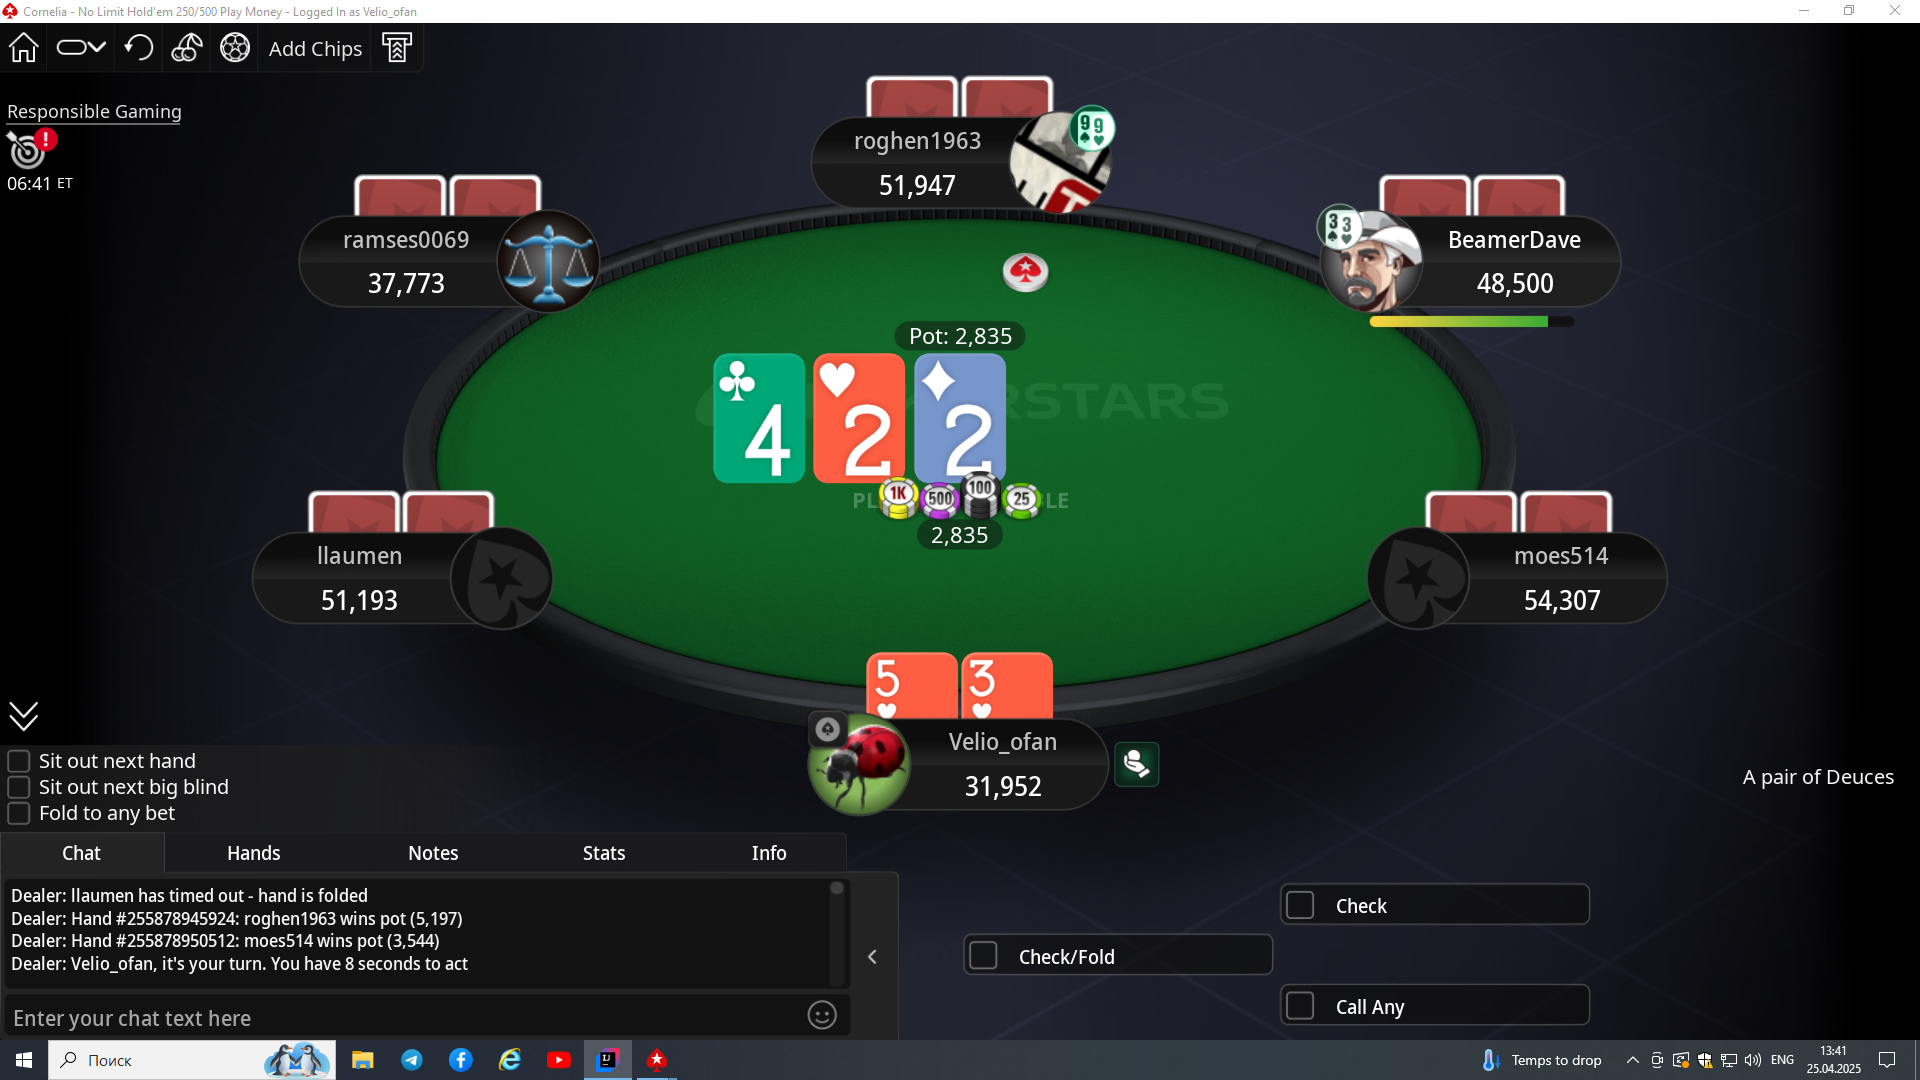 Cornelia - No Limit Hold'em 250/500 Play Money - Logged In as Velio_ofan
Add Chips
Responsible Gaming
!
06:41 ET
roghen1963
51,947
9 9
ramses0069
37,773
BeamerDave
48,500
3 3
Pot: 2,835
4
2
2
RSTARS
1K
500
100
25
2,835
llaumen
51,193
moes514
54,307
5
3
Velio_ofan
31,952
A pair of Deuces
Sit out next hand
Sit out next big blind
Fold to any bet
Chat
Hands
Notes
Stats
Info
Dealer: llaumen has timed out - hand is folded
Dealer: Hand #255878945924: roghen1963 wins pot (5,197)
Dealer: Hand #255878950512: moes514 wins pot (3,544)
Dealer: Velio_ofan, it's your turn. You have 8 seconds to act
Enter your chat text here
Check
Check/Fold
Call Any
Поиск
IJ
Temps to drop
ENG
13:41
25.04.2025